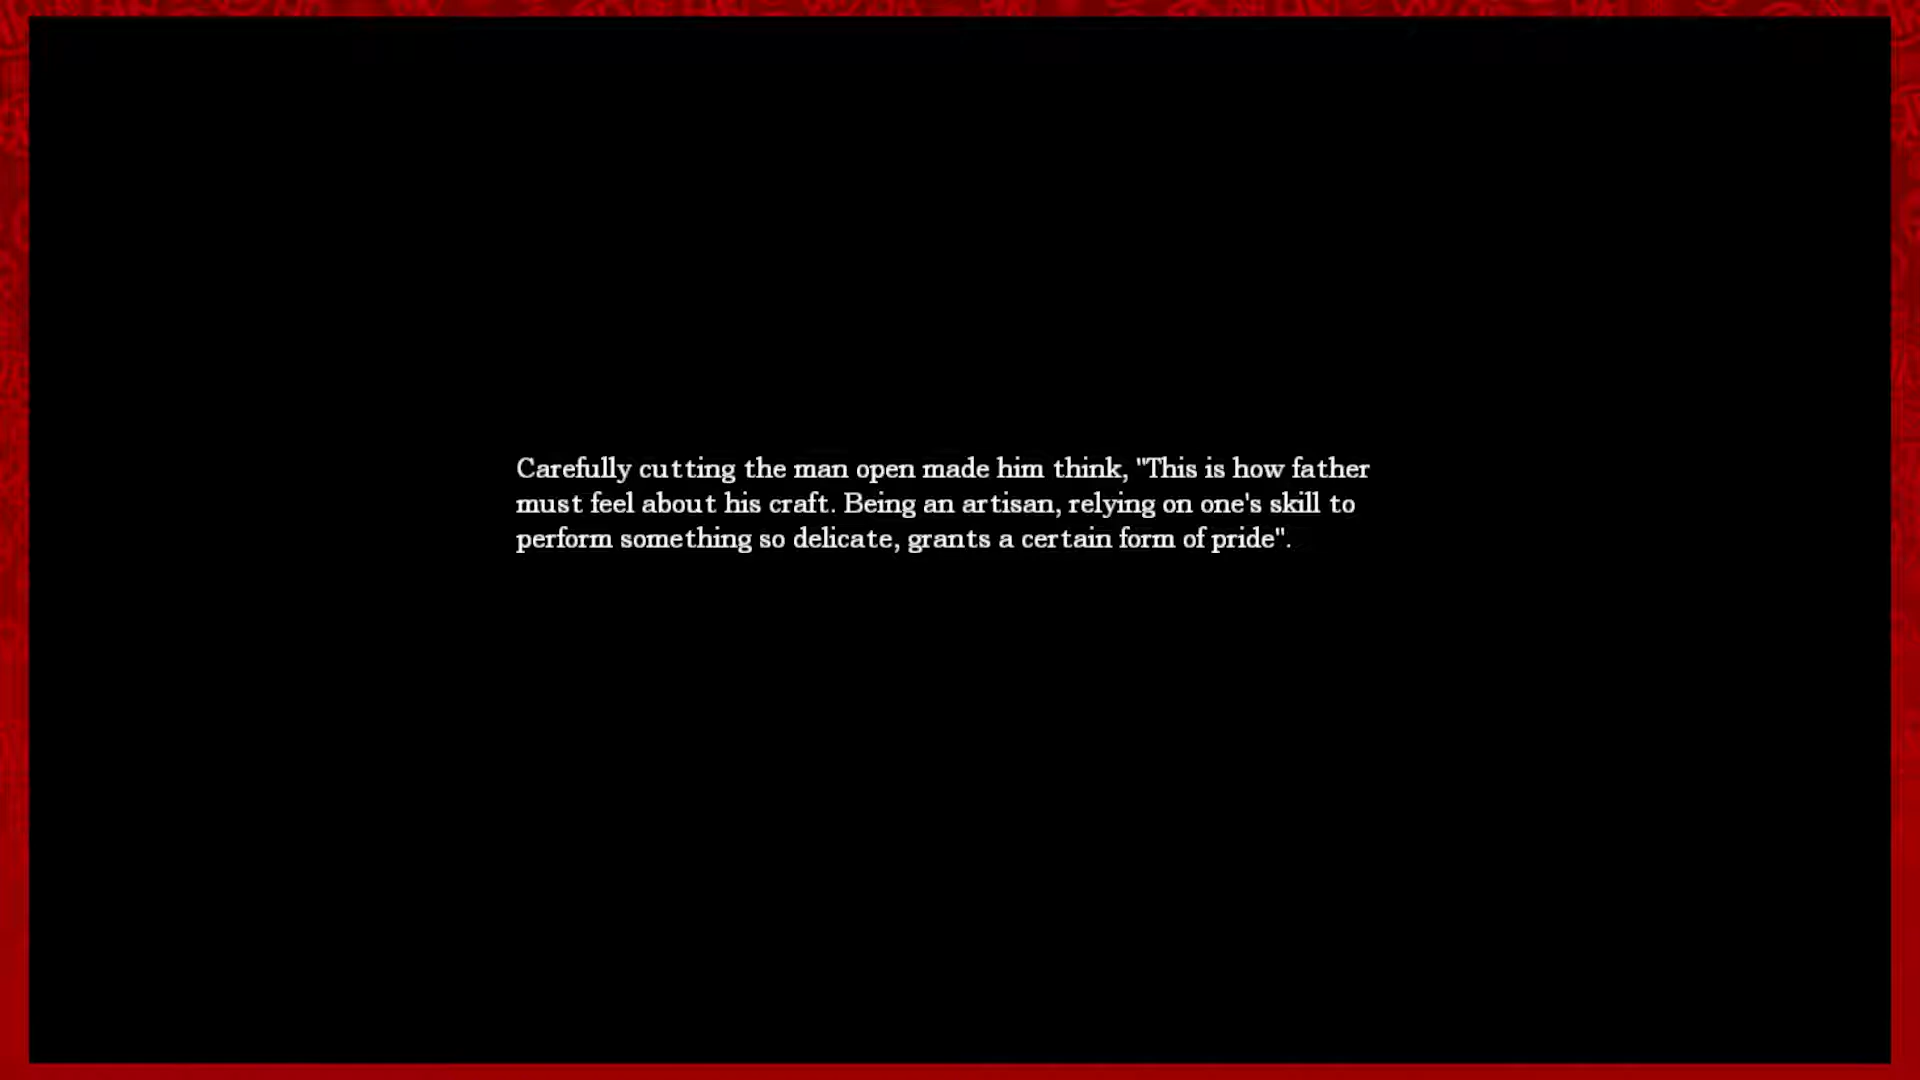 Carefully cutting the man open made him think, "This is how father
must feel about his craft. Being an artisan, relying on one's skill to
perform something so delicate, grants a certain form of pride".